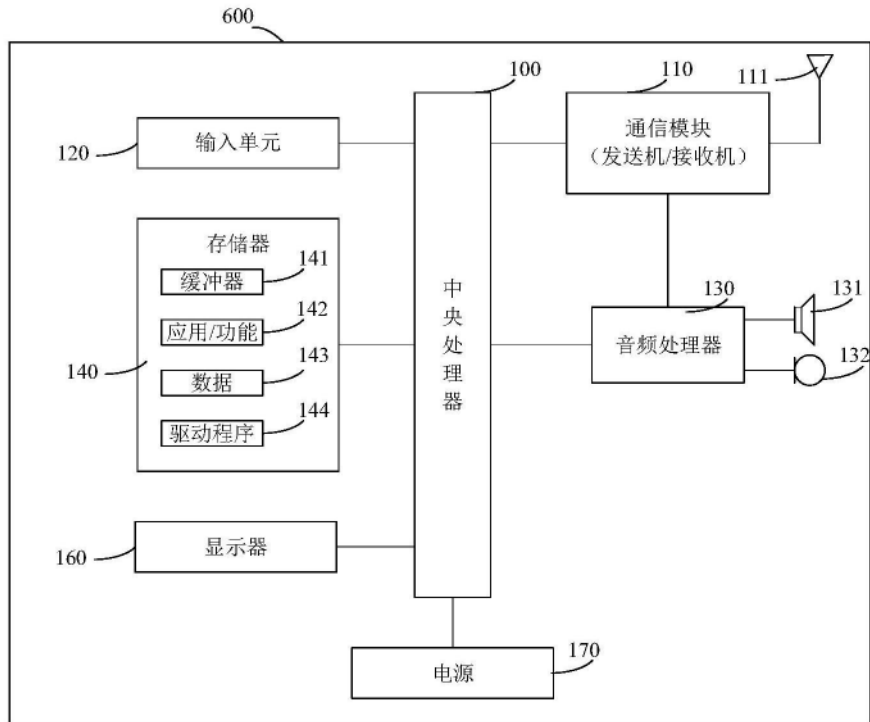 600
100
110
111
120
输入单元
通信模块
(发送机/接收机)
存储器
缓冲器
141
应用/功能
142
数据
143
驱动程序
144
140
中央处理器
130
音频处理器
131
132
160
显示器
电源
170